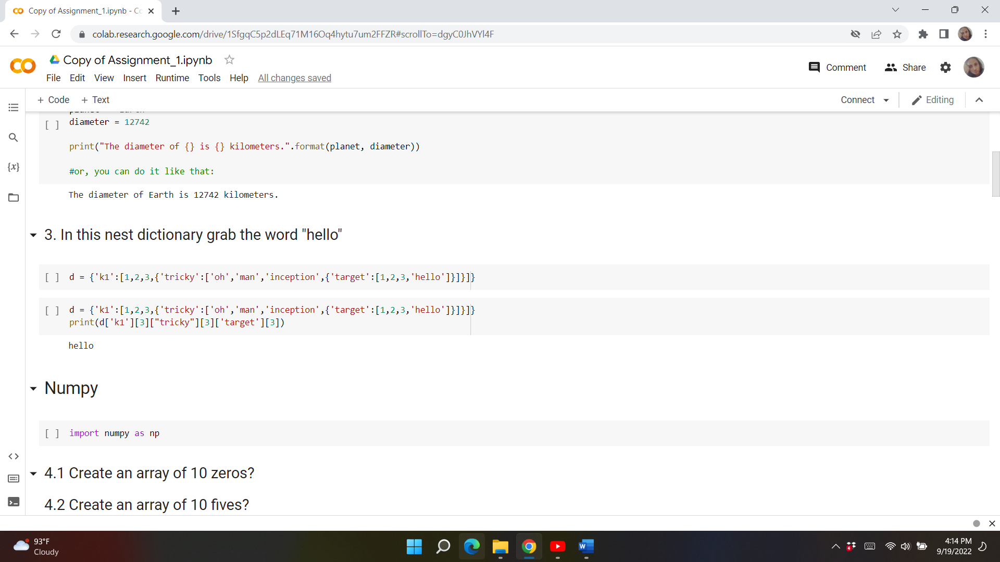 Copy of Assignment_1.ipynb - Co
colab.research.google.com/drive/1SfgqC5p2dLEq71M16Oq4hytu7um2FFZR#scrollTo=dgyC0JhVYl4F
Copy of Assignment_1.ipynb
Comment
Share
File Edit View Insert Runtime Tools Help All changes saved
+ Code + Text
Connect
Editing
[ ] diameter = 12742
print("The diameter of {} is {} kilometers.".format(planet, diameter))
#or, you can do it like that:
The diameter of Earth is 12742 kilometers.
3. In this nest dictionary grab the word "hello"
[ ] d = {'k1':[1,2,3,{'tricky':['oh','man','inception',{'target':[1,2,3,'hello']}]}]}
[ ] d = {'k1':[1,2,3,{'tricky':['oh','man','inception',{'target':[1,2,3,'hello']}]}]}
print(d['k1'][3]["tricky"][3]['target'][3])
hello
Numpy
[ ] import numpy as np
4.1 Create an array of 10 zeros?
4.2 Create an array of 10 fives?
93°F
Cloudy
4:14 PM
9/19/2022